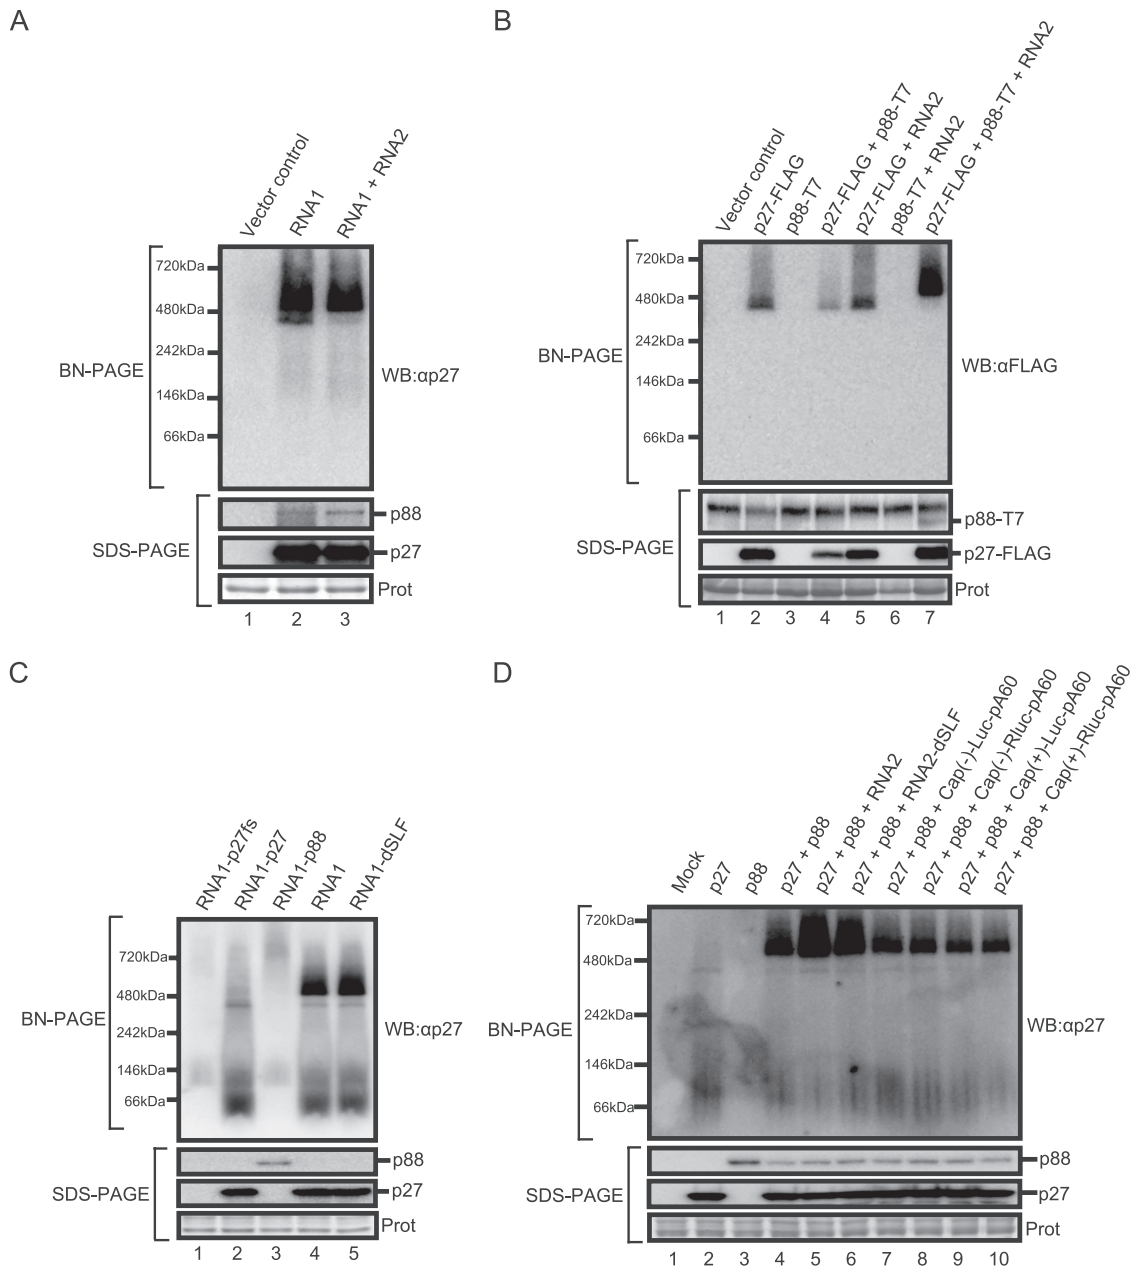 A
Vector control
RNA1
RNA1 + RNA2
720kDa
480kDa
242kDa
146kDa
66kDa
BN-PAGE
WB:αp27
SDS-PAGE
p88
p27
Prot
1 2 3
B
Vector control
p27-FLAG
p88-T7
p27-FLAG + p88-T7
p27-FLAG + RNA2
p88-T7 + RNA2
p27-FLAG + p88-T7 + RNA2
720kDa
480kDa
242kDa
146kDa
66kDa
BN-PAGE
WB:αFLAG
SDS-PAGE
p88-T7
p27-FLAG
Prot
1 2 3 4 5 6 7
C
RNA1-p27fs
RNA1-p27
RNA1-p88
RNA1
RNA1-dSLF
720kDa
480kDa
242kDa
146kDa
66kDa
BN-PAGE
WB:αp27
SDS-PAGE
p88
p27
Prot
1 2 3 4 5
D
Mock
p27
p88
p27 + p88
p27 + p88 + RNA2
p27 + p88 + RNA2-dSLF
p27 + p88 + Cap(-)-Luc-pA60
p27 + p88 + Cap(-)-Rluc-pA60
p27 + p88 + Cap(+)-Luc-pA60
p27 + p88 + Cap(+)-Rluc-pA60
720kDa
480kDa
242kDa
146kDa
66kDa
BN-PAGE
WB:αp27
SDS-PAGE
p88
p27
Prot
1 2 3 4 5 6 7 8 9 10